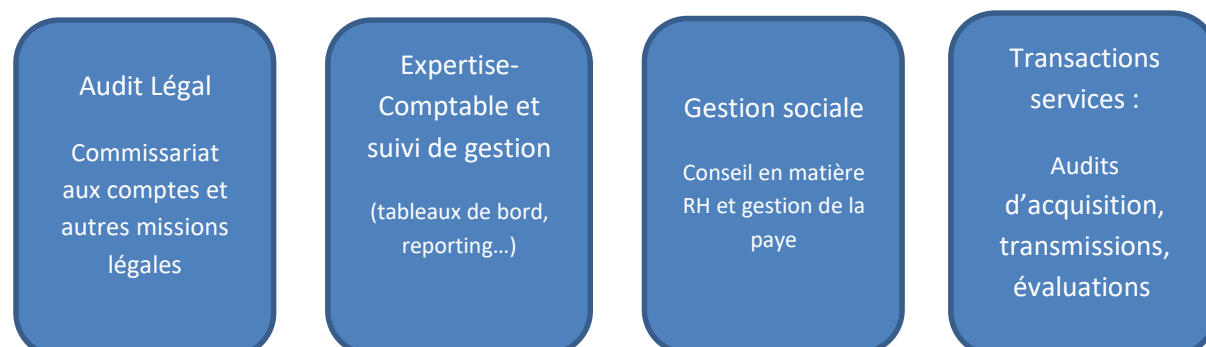 Audit Légal
Commissariat
aux comptes et
autres missions
légales
Expertise-
Comptable et
suivi de gestion
(tableaux de bord,
reporting…)
Gestion sociale
Conseil en matière
RH et gestion de la
paye
Transactions
services :
Audits
d’acquisition,
transmissions,
évaluations